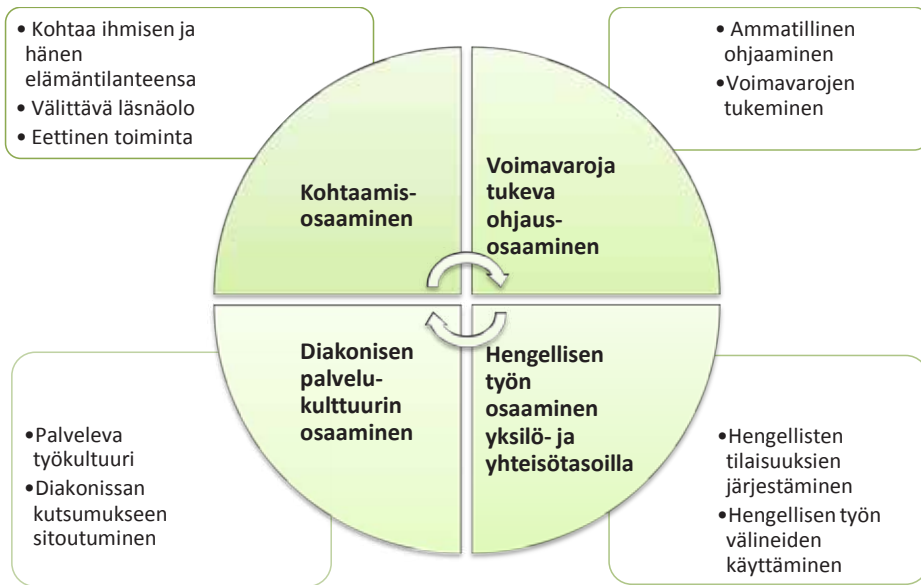 • Kohtaa ihmisen ja
hänen
elämäntilanteensa
• Välittävä läsnäolo
• Eettinen toiminta
• Ammatillinen
ohjaaminen
• Voimavarojen
tukeminen
Kohtaamis-
osaaminen
Voimavaroja
tukeva
ohjaus-
osaaminen
Diakonisen
palvelu-
kulttuurin
osaaminen
Hengellisen
työn
osaaminen
yksilö- ja
yhteisötasoilla
•Palveleva
työkultuuri
•Diakonissan
kutsumukseen
sitoutuminen
•Hengellisten
tilaisuuksien
järjestäminen
•Hengellisen työn
välineiden
käyttäminen